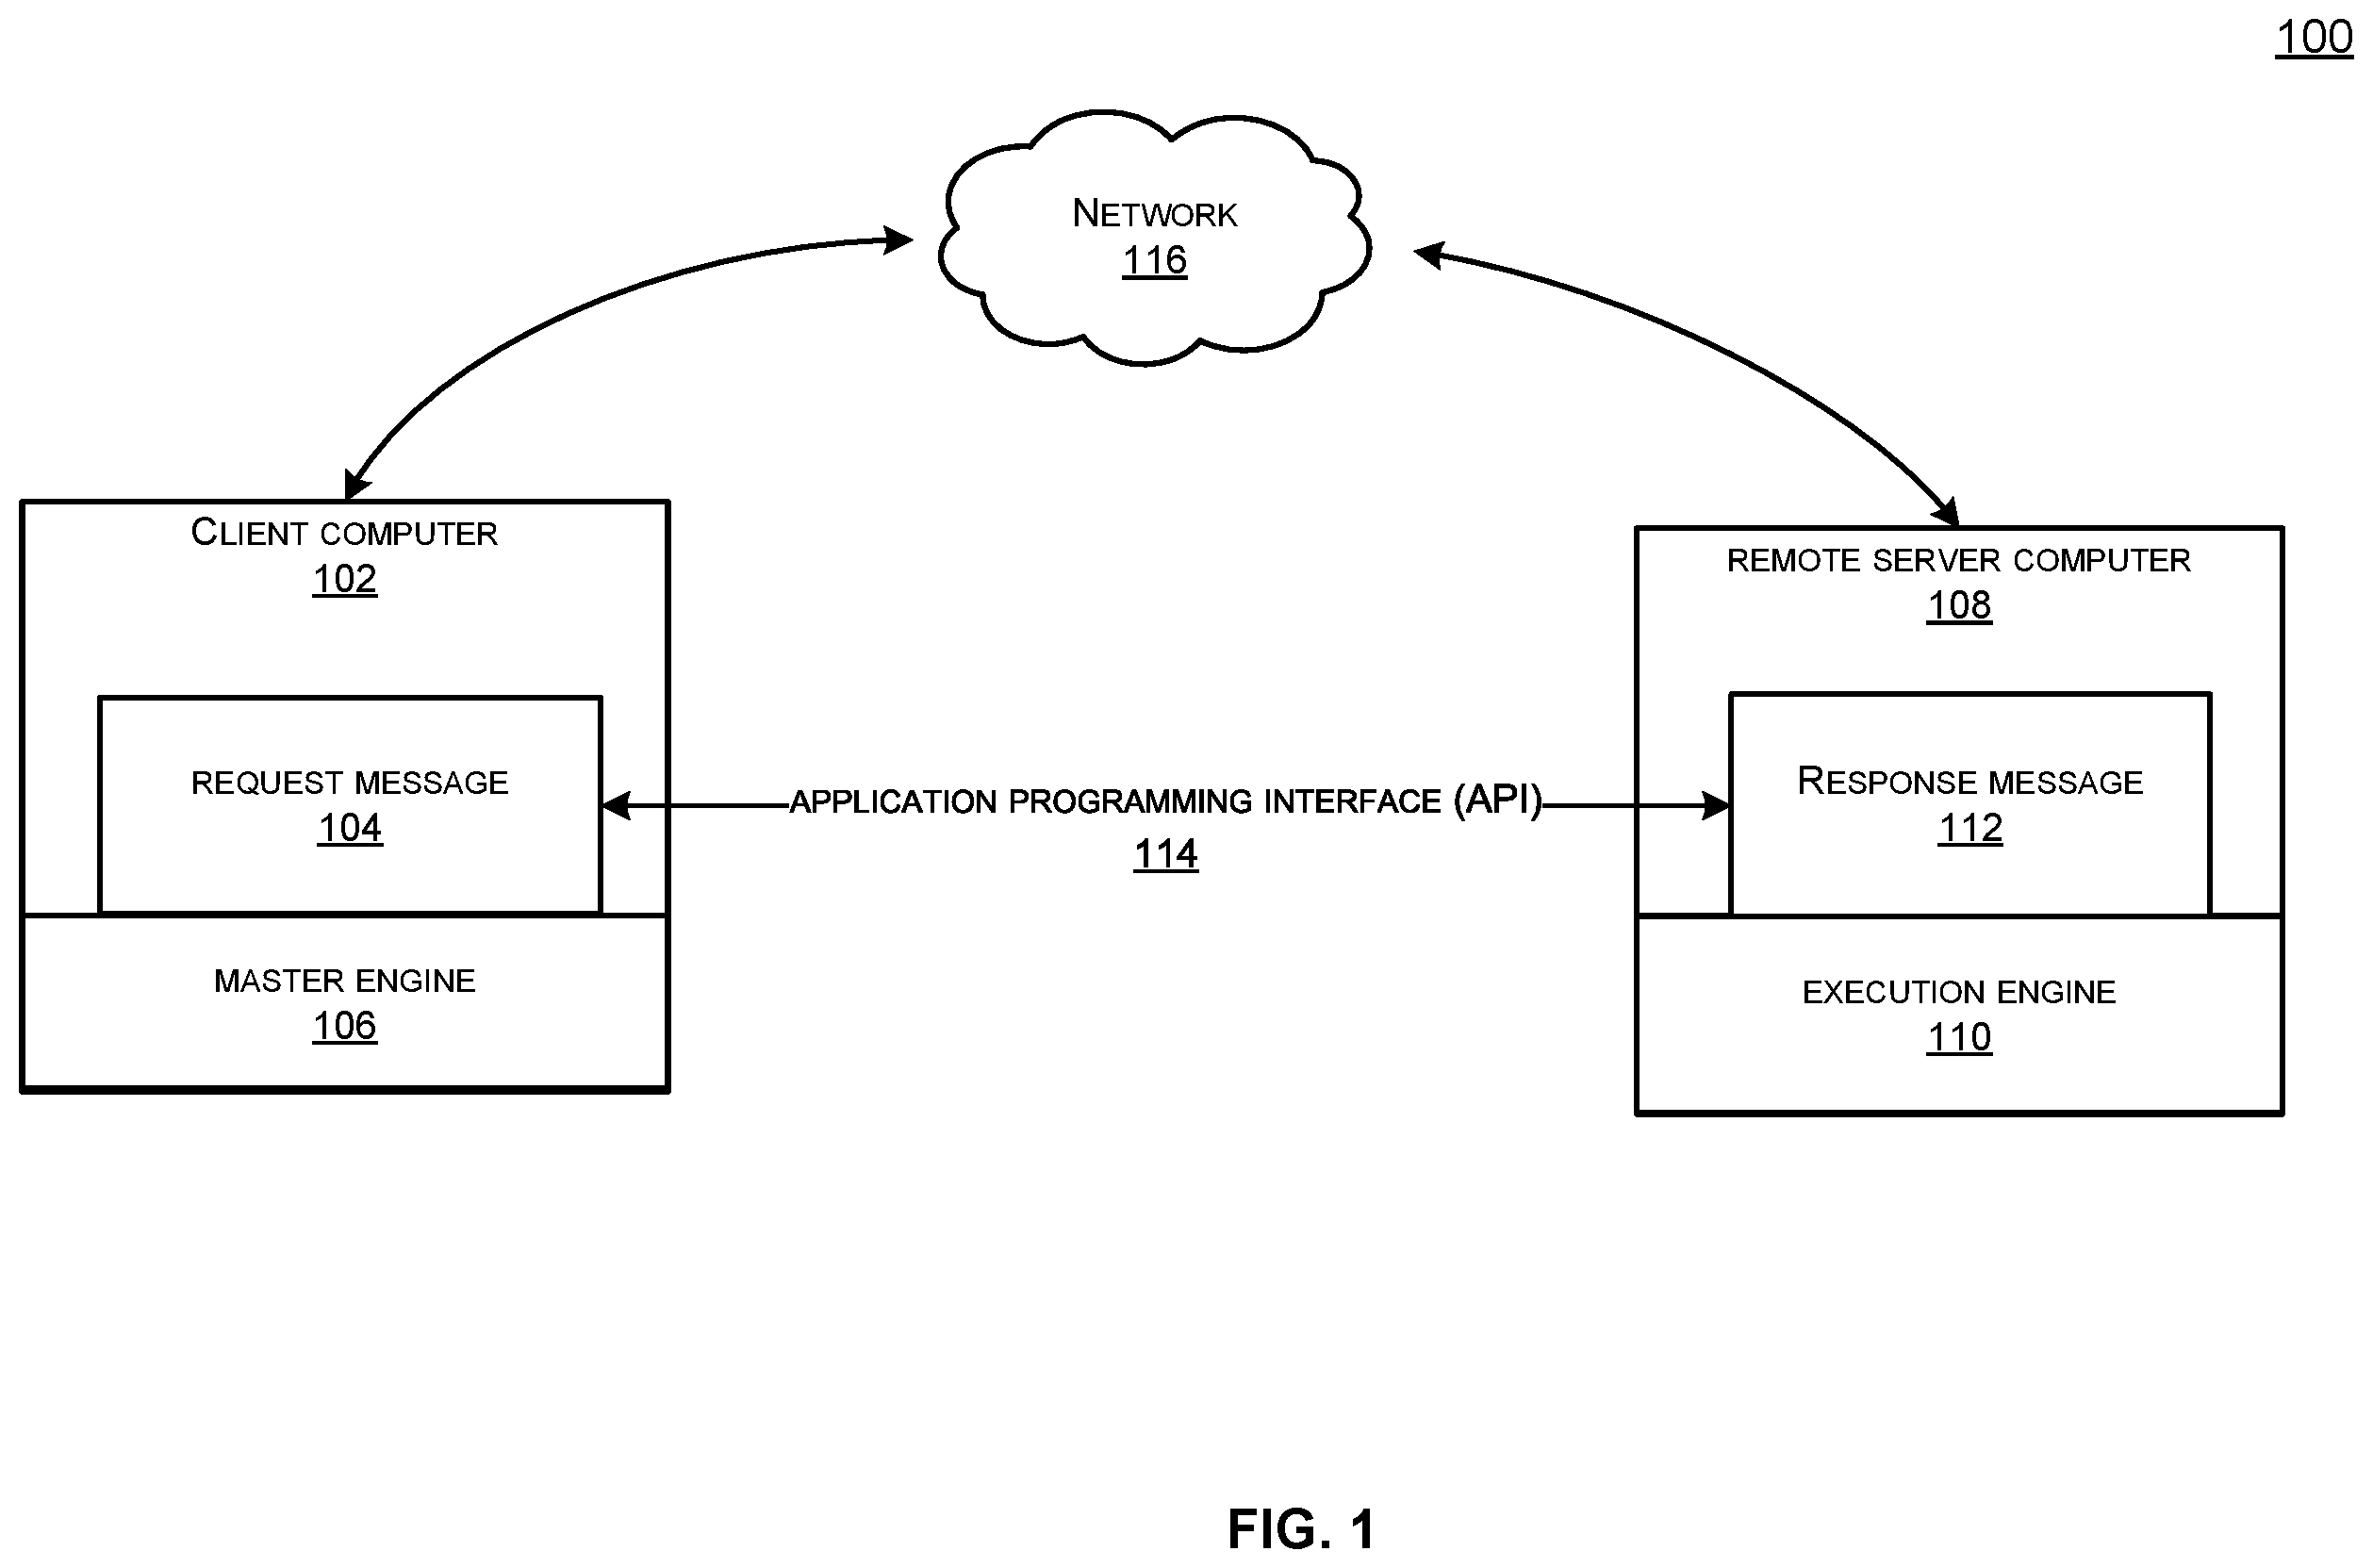 100
NETWORK
116
CLIENT COMPUTER
102
REMOTE SERVER COMPUTER
108
REQUEST MESSAGE
104
APPLICATION PROGRAMMING INTERFACE (API)
114
RESPONSE MESSAGE
112
MASTER ENGINE
106
EXECUTION ENGINE
110
FIG. 1